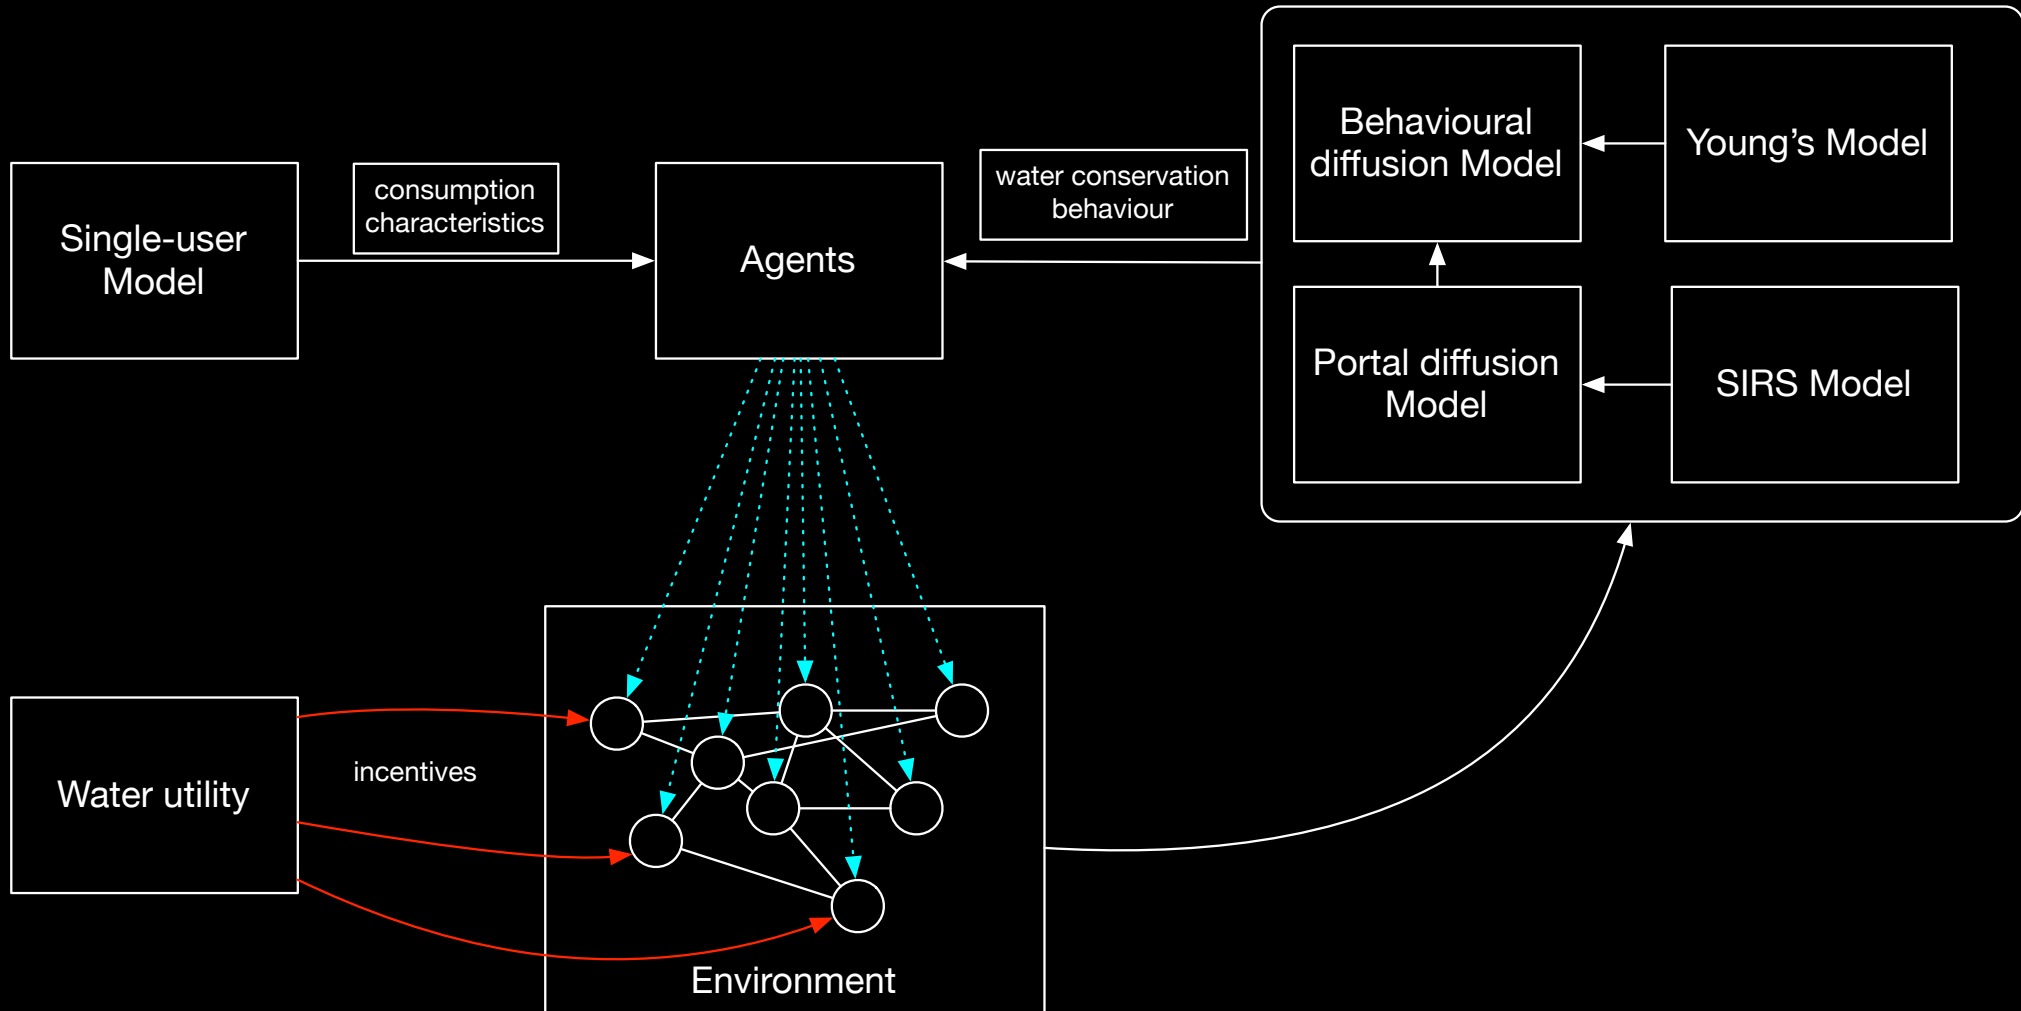 Single-user
Model
consumption
characteristics
Agents
water conservation
behaviour
Behavioural
diffusion Model
Young’s Model
Portal diffusion
Model
SIRS Model
Water utility
incentives
Environment